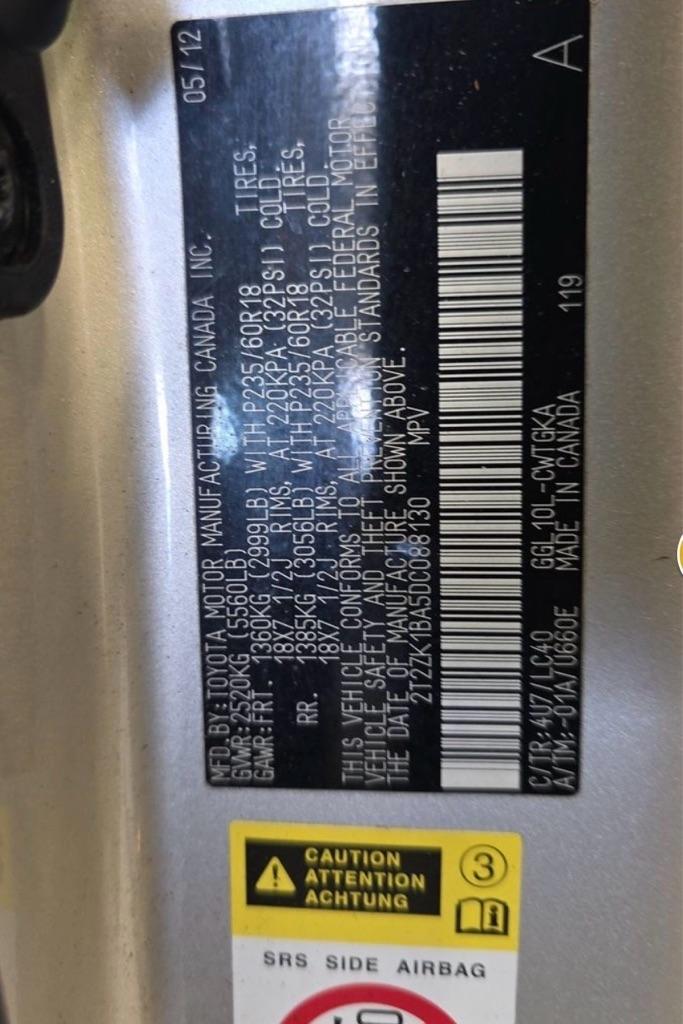 MFD.BY:TOYOTA MOTOR MANUFACTURING CANADA INC. 05/12
GVWR:2520KG (5560LB)
GAWR:FRT. 1360KG (2999LB) WITH P235/60R18 TIRES,
18X7 1/2J RIMS, AT 220KPA (32PSI) COLD.
RR. 1385KG (3056LB) WITH P235/60R18 TIRES,
18X7 1/2J RIMS, AT 220KPA (32PSI) COLD
THIS VEHICLE CONFORMS TO ALL APPLICABLE FEDERAL MOTOR
VEHICLE SAFETY AND THEFT PREVENTION STANDARDS IN EFFECT ON
THE DATE OF MANUFACTURE SHOWN ABOVE.
2T2ZK1BA5DC088130 MPV
C/TR:4U7/LC40 GGL10L-CWTGKA
A/TM:-01A/U660E MADE IN CANADA 119 A
CAUTION
ATTENTION
ACHTUNG
3
SRS SIDE AIRBAG